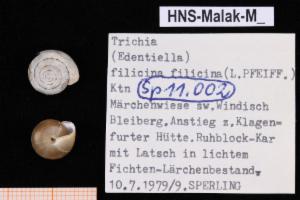 HNS-Malak-M_
Trichia
(Edentiella)
filicina filicina (L.PFEIFF.)
Ktn Sp 11.002
Märchenwiese sw.Windisch
Bleiberg,Anstieg z.Klagen-
furter Hütte.Ruhblock-Kar
mit Latsch in lichtem
Fichten-Lärchenbestand,
10.7.1979/9.SPERLING